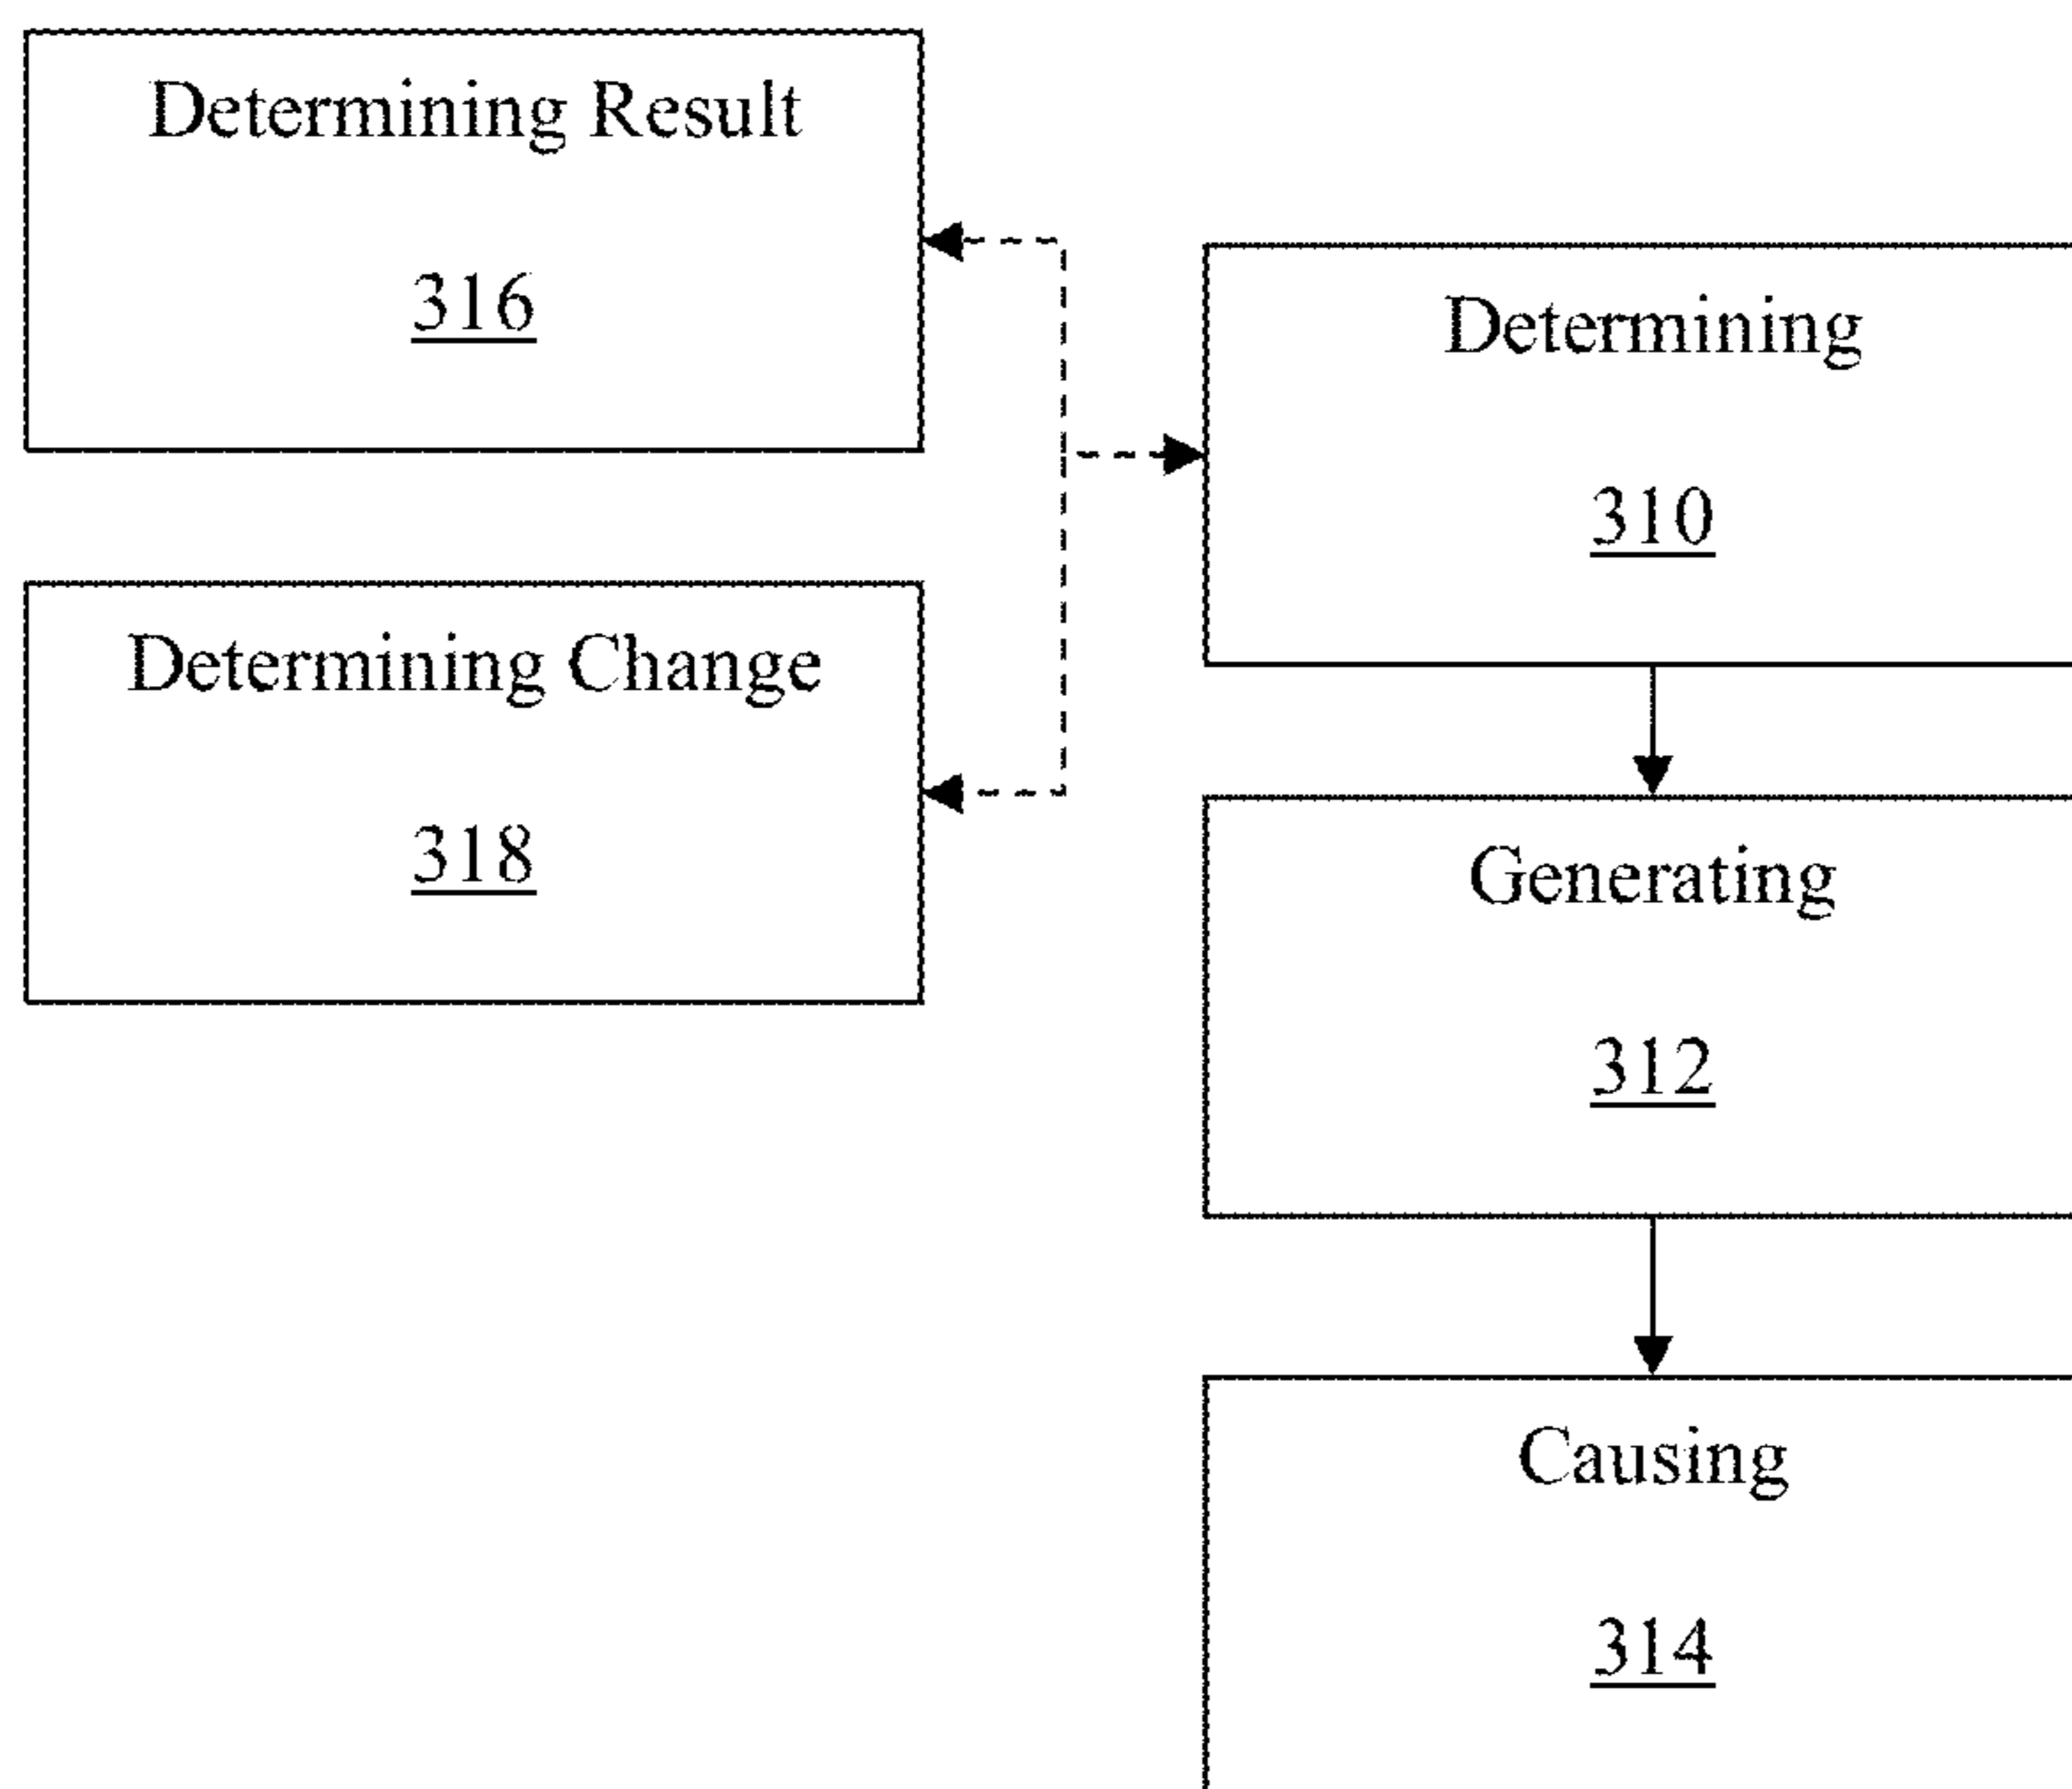 Determining Result
316
Determining Change
318
Determining
310
Generating
312
Causing
314